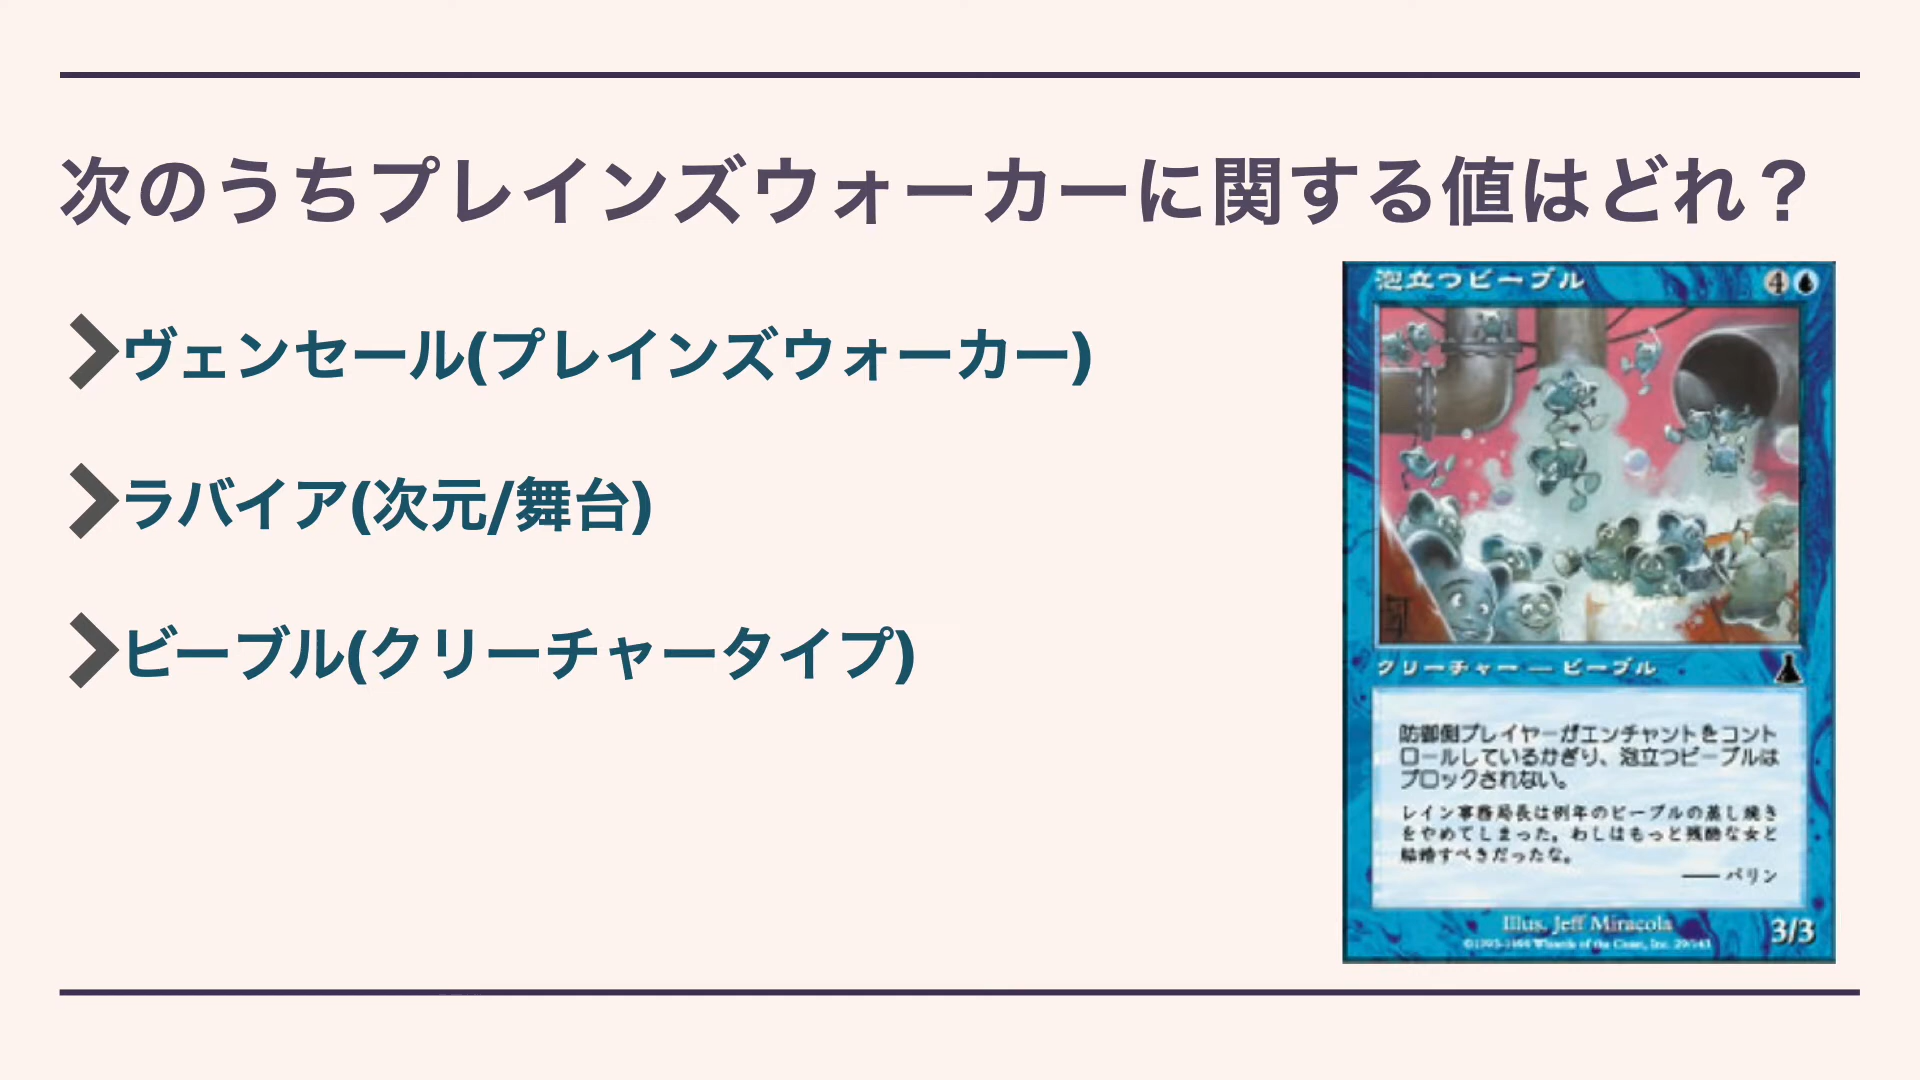 次のうちプレインズウォーカーに関する値はどれ？
ヴェンセール(プレインズウォーカー)
ラバイア(次元/舞台)
ビーブル(クリーチャータイプ)
泡立つビーブル
4
クリーチャー — ビーブル
防御側プレイヤーがエンチャントをコント
ロールしているかぎり、泡立つビーブルは
ブロックされない。
レイン事務局長は例年のビーブルの蒸し焼き
をやめてしまった。わしはもっと残酷な女と
結婚すべきだったな。
—— バリン
Illus. Jeff Miracola
3/3